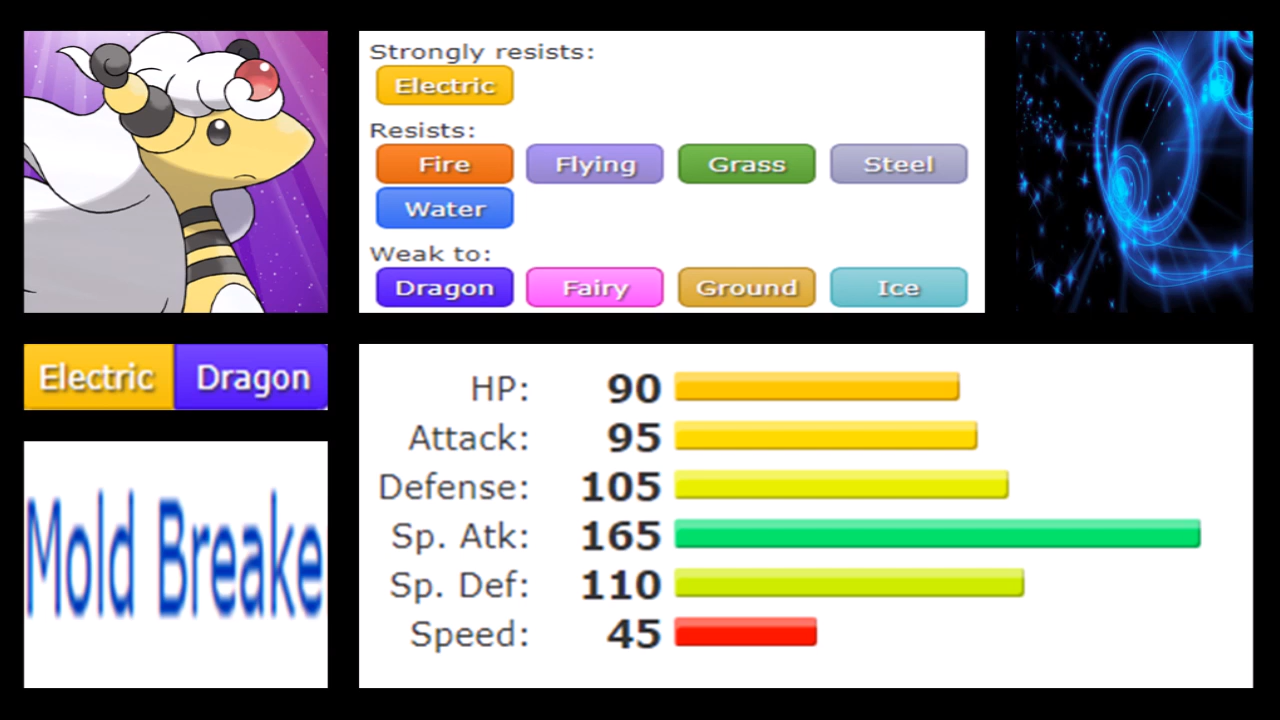 Strongly resists:
Electric
Resists:
Fire Flying Grass Steel
Water
Weak to:
Dragon Fairy Ground Ice
Electric Dragon
Mold Breake
HP: 90
Attack: 95
Defense: 105
Sp. Atk: 165
Sp. Def: 110
Speed: 45